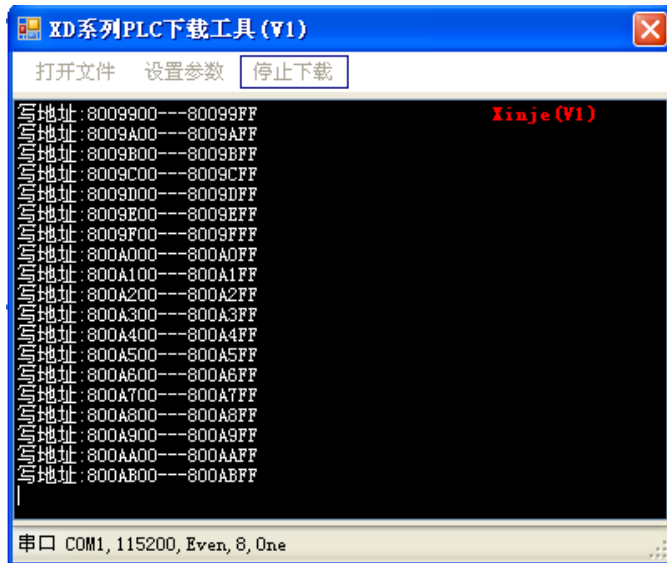 XD系列PLC下载工具(V1)
打开文件 设置参数 停止下载
写地址:8009900---80099FF Xinje(V1)
写地址:8009A00---8009AFF
写地址:8009B00---8009BFF
写地址:8009C00---8009CFF
写地址:8009D00---8009DFF
写地址:8009E00---8009EFF
写地址:8009F00---8009FFF
写地址:800A000---800A0FF
写地址:800A100---800A1FF
写地址:800A200---800A2FF
写地址:800A300---800A3FF
写地址:800A400---800A4FF
写地址:800A500---800A5FF
写地址:800A600---800A6FF
写地址:800A700---800A7FF
写地址:800A800---800A8FF
写地址:800A900---800A9FF
写地址:800AA00---800AAFF
写地址:800AB00---800ABFF
串口 COM1,115200,Even,8,One